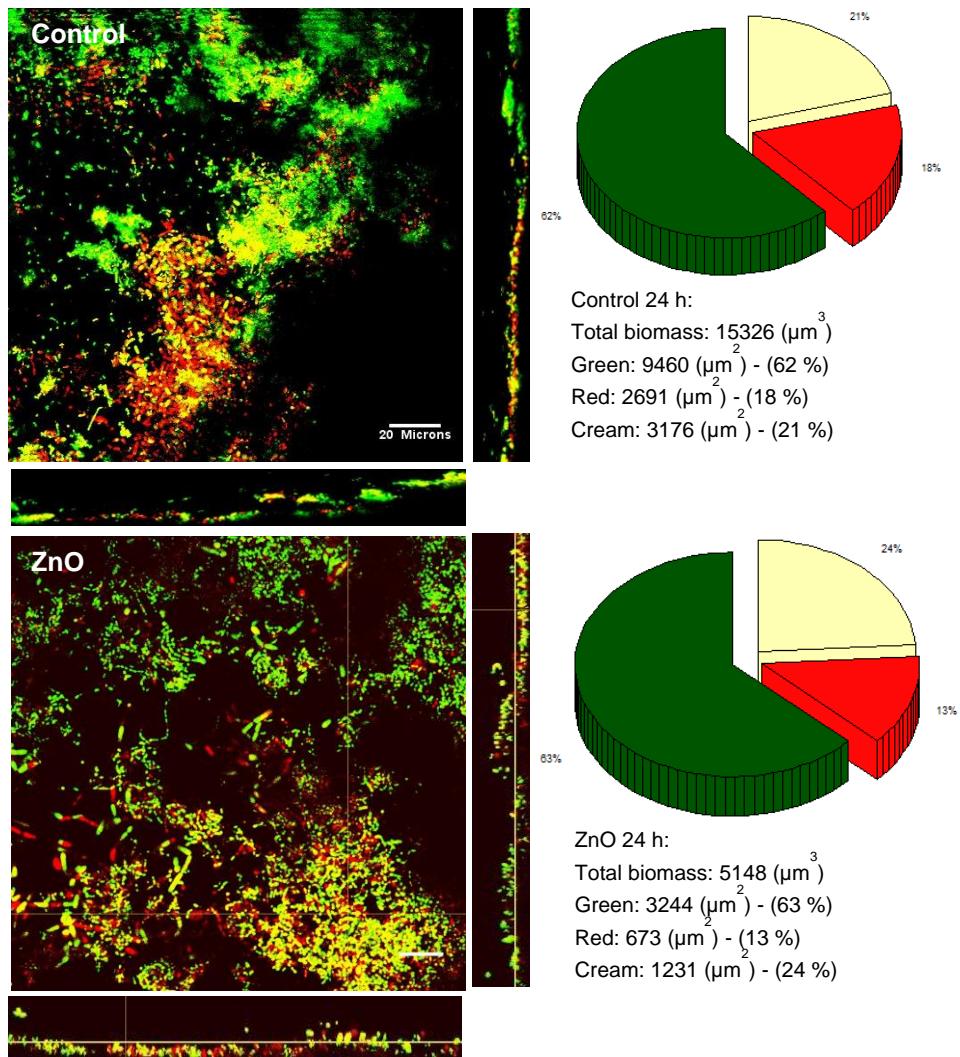 Control
20 Microns
21%
18%
62%
Control 24 h:
Total biomass: 15326 (µm³)
Green: 9460 (µm²) - (62 %)
Red: 2691 (µm²) - (18 %)
Cream: 3176 (µm²) - (21 %)
ZnO
24%
13%
63%
ZnO 24 h:
Total biomass: 5148 (µm³)
Green: 3244 (µm²) - (63 %)
Red: 673 (µm²) - (13 %)
Cream: 1231 (µm²) - (24 %)